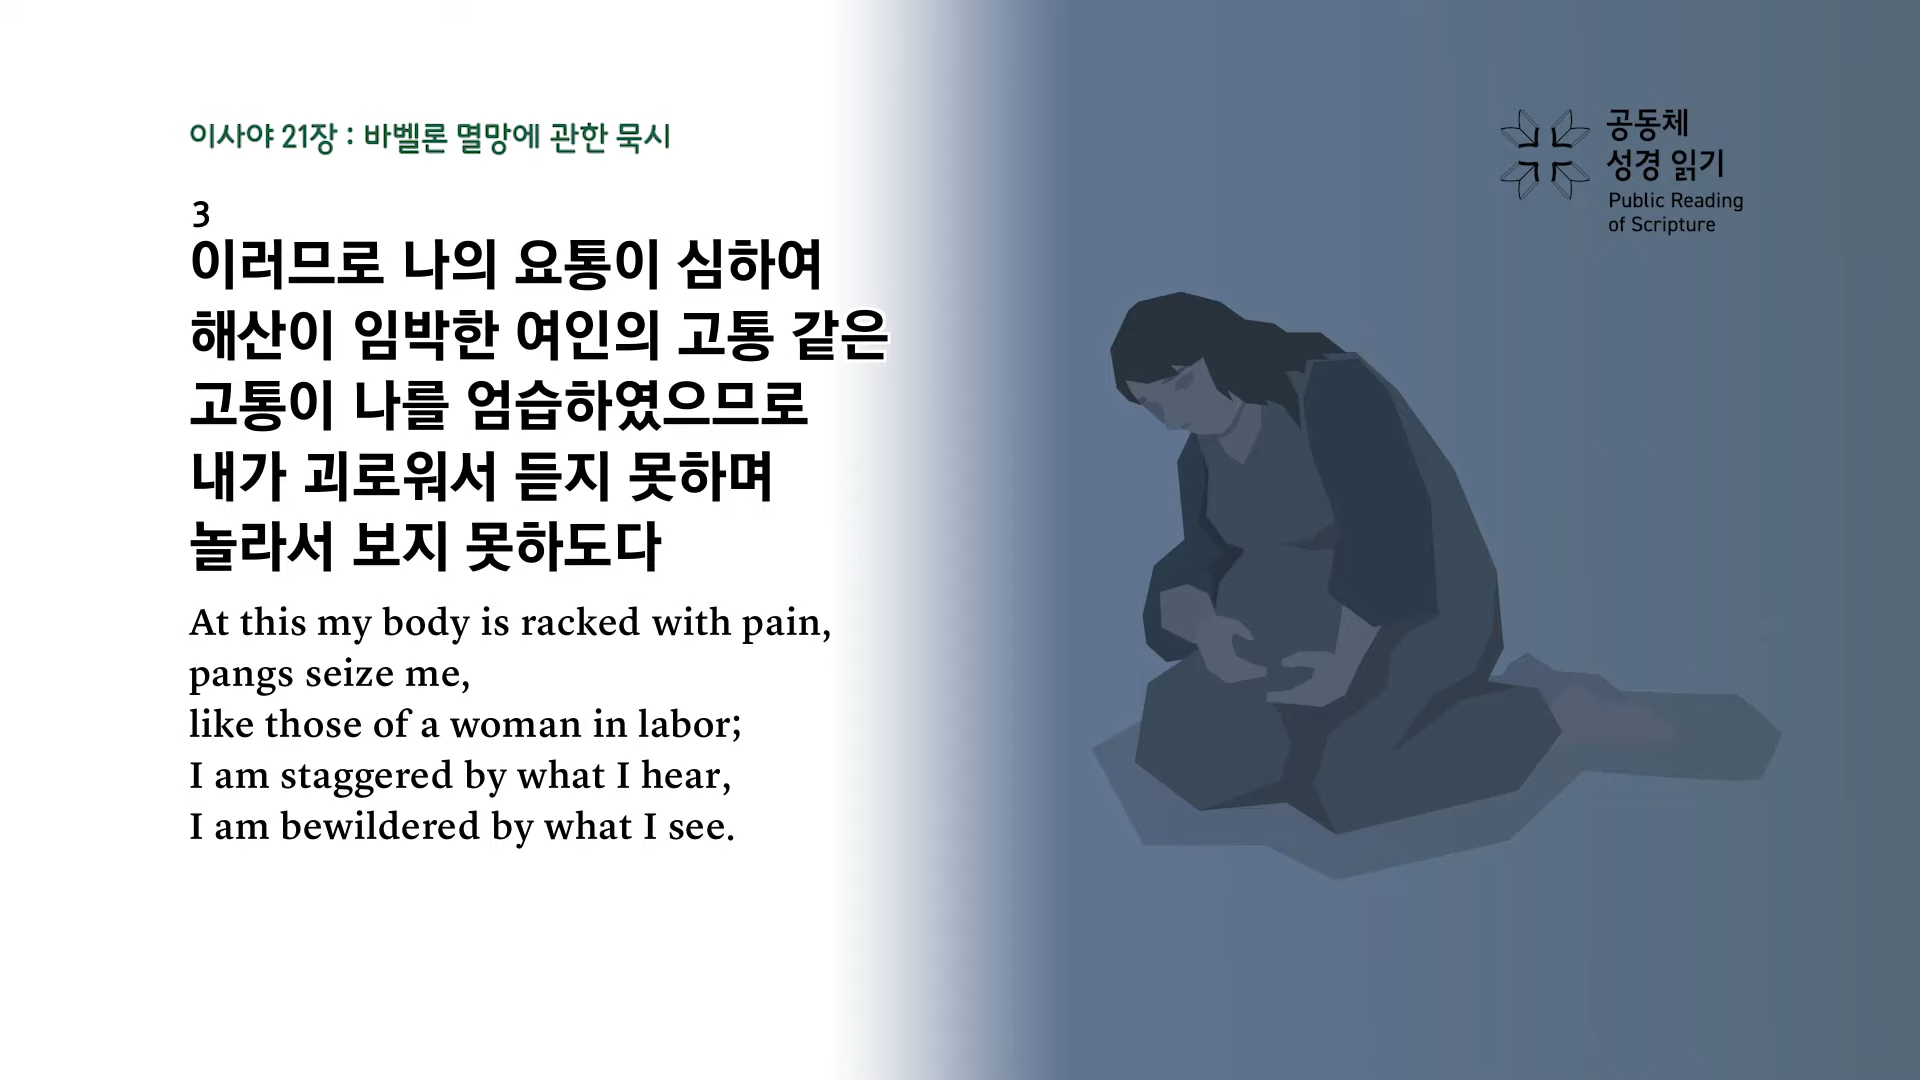 이사야 21장 : 바벨론 멸망에 관한 묵시
3
이러므로 나의 요통이 심하여
해산이 임박한 여인의 고통 같은
고통이 나를 엄습하였으므로
내가 괴로워서 듣지 못하며
놀라서 보지 못하도다
At this my body is racked with pain,
pangs seize me,
like those of a woman in labor;
I am staggered by what I hear,
I am bewildered by what I see.
공동체
성경 읽기
Public Reading
of Scripture